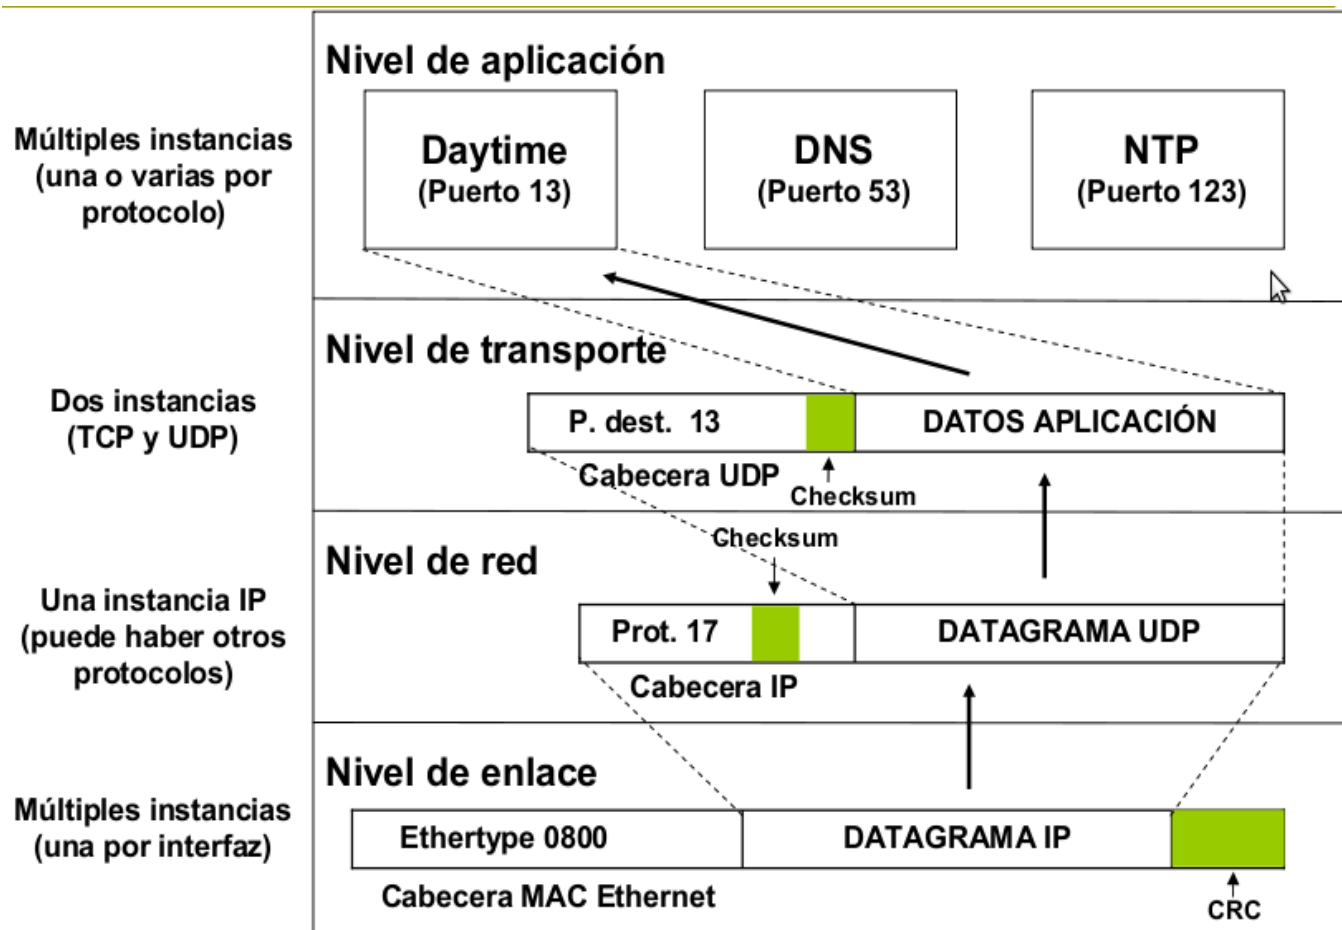 Nivel de aplicación
Múltiples instancias
(una o varias por
protocolo)
Daytime
(Puerto 13)
DNS
(Puerto 53)
NTP
(Puerto 123)
Nivel de transporte
Dos instancias
(TCP y UDP)
P. dest. 13
DATOS APLICACIÓN
Cabecera UDP
Checksum
Checksum
Nivel de red
Una instancia IP
(puede haber otros
protocolos)
Prot. 17
DATAGRAMA UDP
Cabecera IP
Nivel de enlace
Múltiples instancias
(una por interfaz)
Ethertype 0800
DATAGRAMA IP
Cabecera MAC Ethernet
CRC